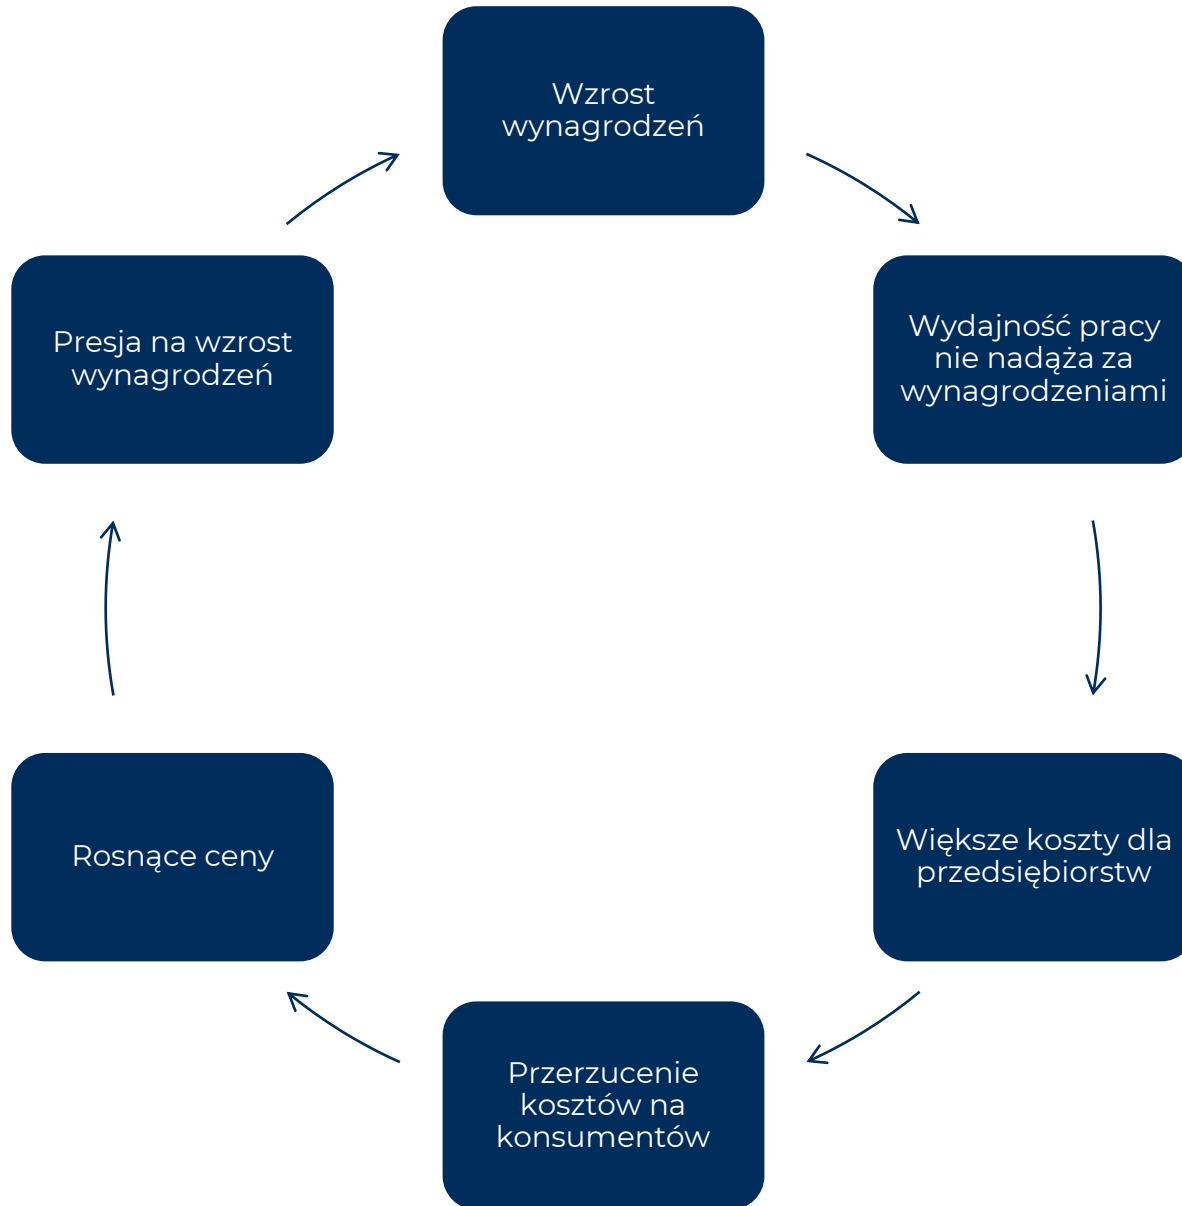 Wzrost
wynagrodzeń
Wydajność pracy
nie nadąża za
wynagrodzeniami
Większe koszty dla
przedsiębiorstw
Przerzucenie
kosztów na
konsumentów
Rosnące ceny
Presja na wzrost
wynagrodzeń